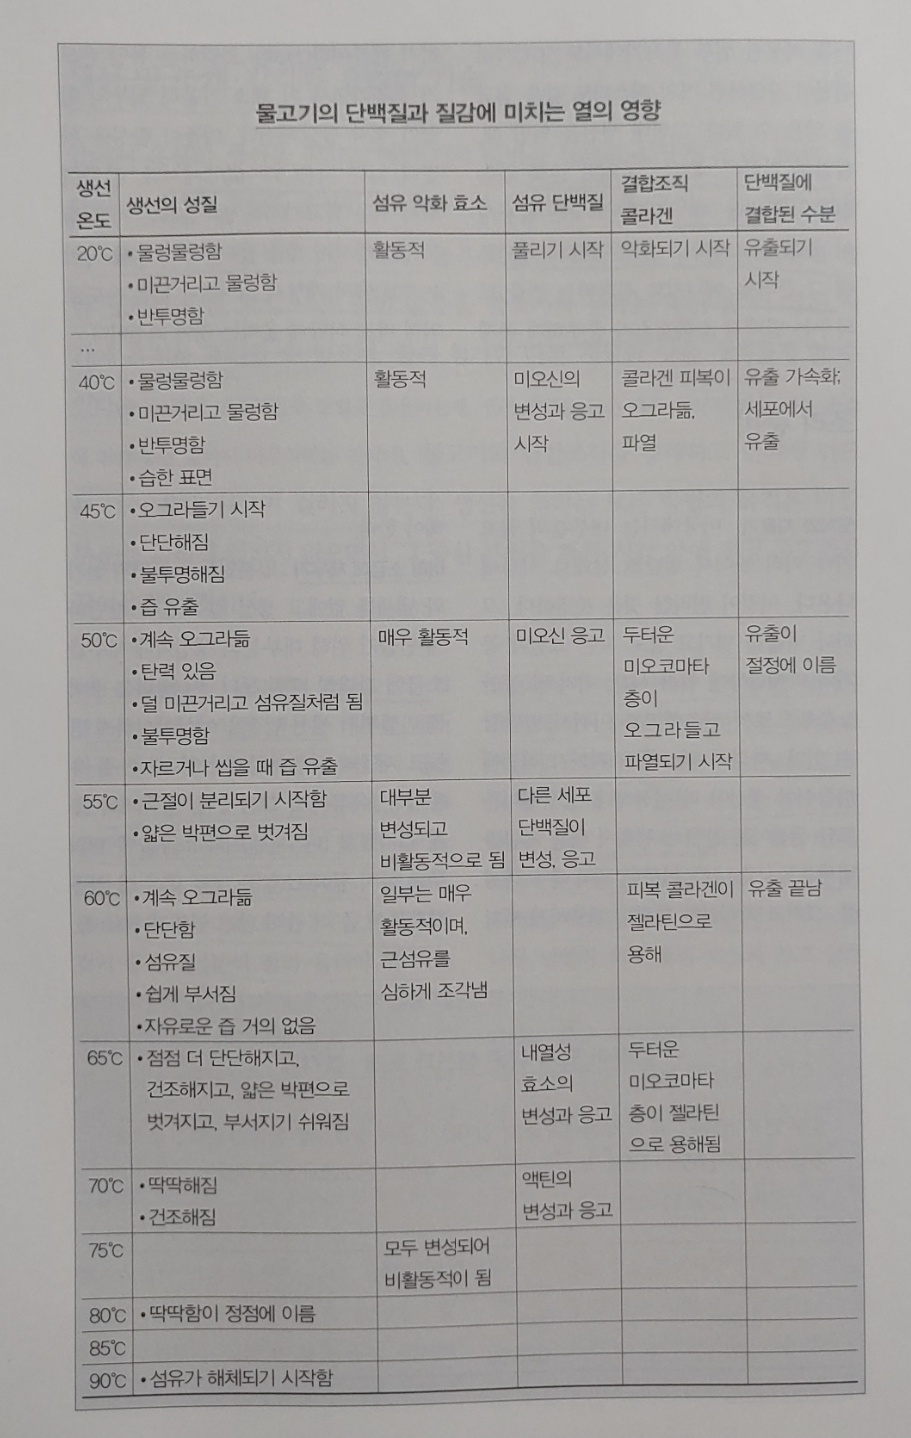 물고기의 단백질과 질감에 미치는 열의 영향
생선 온도 생선의 성질 섬유 악화 효소 섬유 단백질 결합조직 콜라겐 단백질에 결합된 수분
20℃ •물렁물렁함 활동적 풀리기 시작 악화되기 시작 유출되기
•미끈거리고 물렁함 시작
•반투명함
…
40℃ •물렁물렁함 활동적 미오신의 콜라겐 피복이 유출 가속화;
•미끈거리고 물렁함 변성과 응고 오그라듦, 세포에서
•반투명함 시작 파열 유출
•습한 표면
45℃ •오그라들기 시작
•단단해짐
•불투명해짐
•즙 유출
50℃ •계속 오그라듦 매우 활동적 미오신 응고 두터운 유출이
•탄력 있음 미오코마타 절정에 이름
•덜 미끈거리고 섬유질처럼 됨 층이
•불투명함 오그라들고
•자르거나 씹을 때 즙 유출 파열되기 시작
55℃ •근절이 분리되기 시작함 대부분 다른 세포
•얇은 박편으로 벗겨짐 변성되고 단백질이
비활동적으로 됨 변성, 응고
60℃ •계속 오그라듦 일부는 매우 피복 콜라겐이 유출 끝남
•단단함 활동적이며, 젤라틴으로
•섬유질 근섬유를 용해
•쉽게 부서짐 심하게 조각냄
•자유로운 즙 거의 없음
65℃ •점점 더 단단해지고, 내열성 두터운
건조해지고, 얇은 박편으로 효소의 미오코마타
벗겨지고, 부서지기 쉬워짐 변성과 응고 층이 젤라틴
으로 용해됨
70℃ •딱딱해짐 액틴의
•건조해짐 변성과 응고
75℃ 모두 변성되어
비활동적이 됨
80℃ •딱딱함이 정점에 이름
85℃
90℃ •섬유가 해체되기 시작함